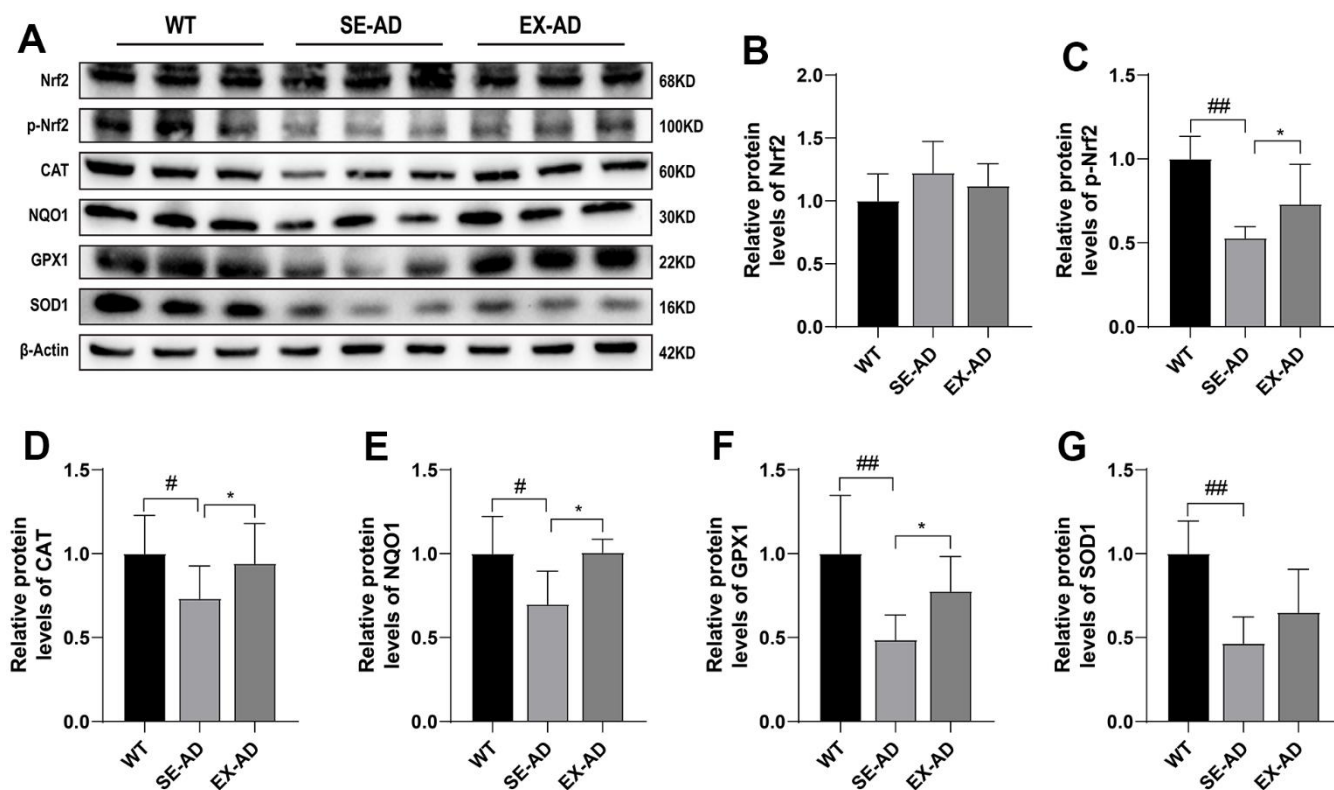 A
WT SE-AD EX-AD
Nrf2 68KD
p-Nrf2 100KD
CAT 60KD
NQO1 30KD
GPX1 22KD
SOD1 16KD
β-Actin 42KD
B
Relative protein
levels of Nrf2
2.0
1.5
1.0
0.5
0.0
WT SE-AD EX-AD
C
Relative protein
levels of p-Nrf2
1.5
1.0
0.5
0.0
## *
WT SE-AD EX-AD
D
Relative protein
levels of CAT
1.5
1.0
0.5
0.0
# *
WT SE-AD EX-AD
E
Relative protein
levels of NQO1
1.5
1.0
0.5
0.0
# *
WT SE-AD EX-AD
F
Relative protein
levels of GPX1
1.5
1.0
0.5
0.0
## *
WT SE-AD EX-AD
G
Relative protein
levels of SOD1
1.5
1.0
0.5
0.0
##
WT SE-AD EX-AD